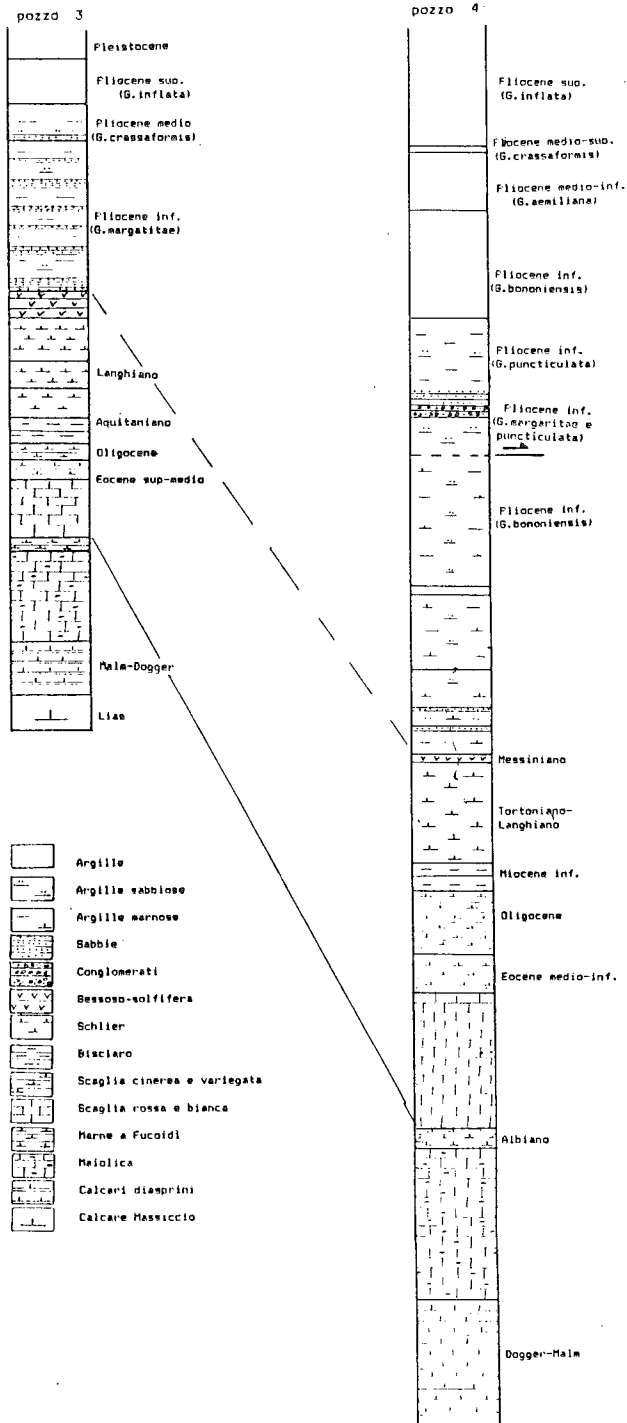 pozzo 3
Pleistocene
Pliocene sup.
(G.inflata)
Pliocene medio
(G.crassaformis)
Pliocene inf.
(G.margatitae)
Langhiano
Aquitaniano
Oligocene
Eocene sup-medio
Malm-Dogger
Lias
Argille
Argille sabbiose
Argille marnose
Sabbie
Conglomerati
Gessoso-solfifera
Schlier
Bisciaro
Scaglia cinerea e variegata
Scaglia rossa e bianca
Marne a Fucoidi
Maiolica
Calcari diasprini
Calcare Massiccio
pozzo 4
Pliocene sup.
(G.inflata)
Pliocene medio-sup.
(G.crassaformis)
Pliocene medio-inf.
(G.aemiliana)
Pliocene inf.
(G.bononiensis)
Pliocene inf.
(G.puncticulata)
Pliocene inf.
(G.margaritae e
puncticulata)
Pliocene inf.
(G.bononiensis)
Messiniano
Tortoniano-
Langhiano
Miocene inf.
Oligocene
Eocene medio-inf.
Albiano
Dogger-Malm